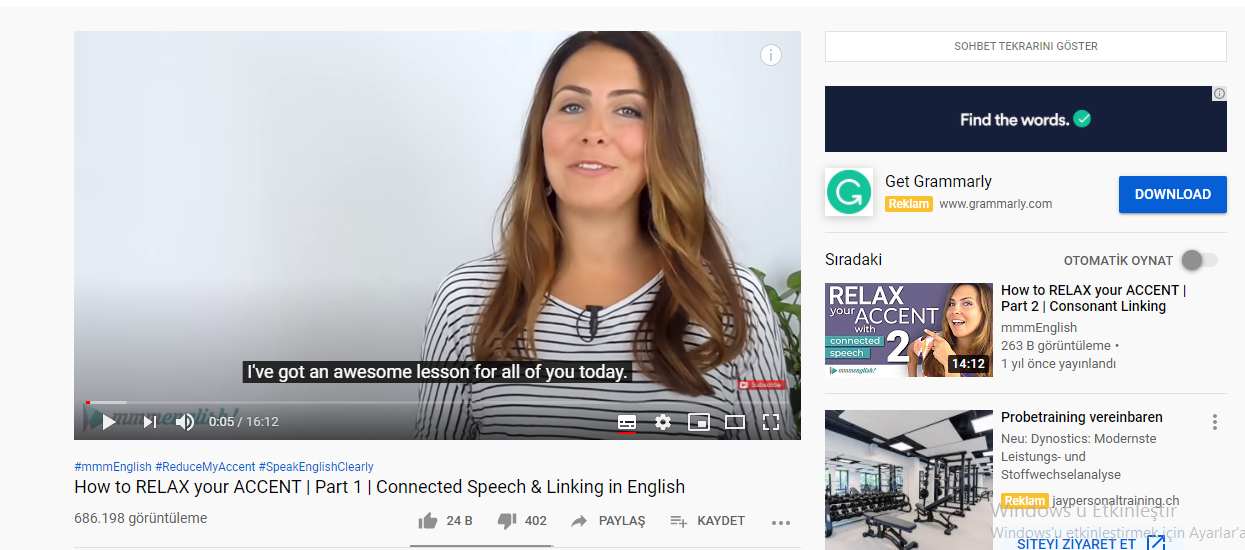 SOHBET TEKRARINI GÖSTER
Find the words.
Get Grammarly
Reklam www.grammarly.com
DOWNLOAD
I've got an awesome lesson for all of you today.
Subscribe
mmmenglish!
0:05 / 16:12
#mmmEnglish #ReduceMyAccent #SpeakEnglishClearly
How to RELAX your ACCENT | Part 1 | Connected Speech & Linking in English
686.198 görüntüleme
24 B
402
PAYLAŞ
KAYDET
Sıradaki
OTOMATİK OYNAT
RELAX
your ACCENT
with
connected
speech
2
mmmenglish!
14:12
How to RELAX your ACCENT |
Part 2 | Consonant Linking
mmmEnglish
263 B görüntüleme •
1 yıl önce yayınlandı
Probetraining vereinbaren
Neu: Dynostics: Modernste
Leistungs- und
Stoffwechselanalyse
Reklam jaypersonaltraining.ch
SİTEYİ ZİYARET ET
Windows'u Etkinleştir
Windows'u etkinleştirmek için Ayarlar'a